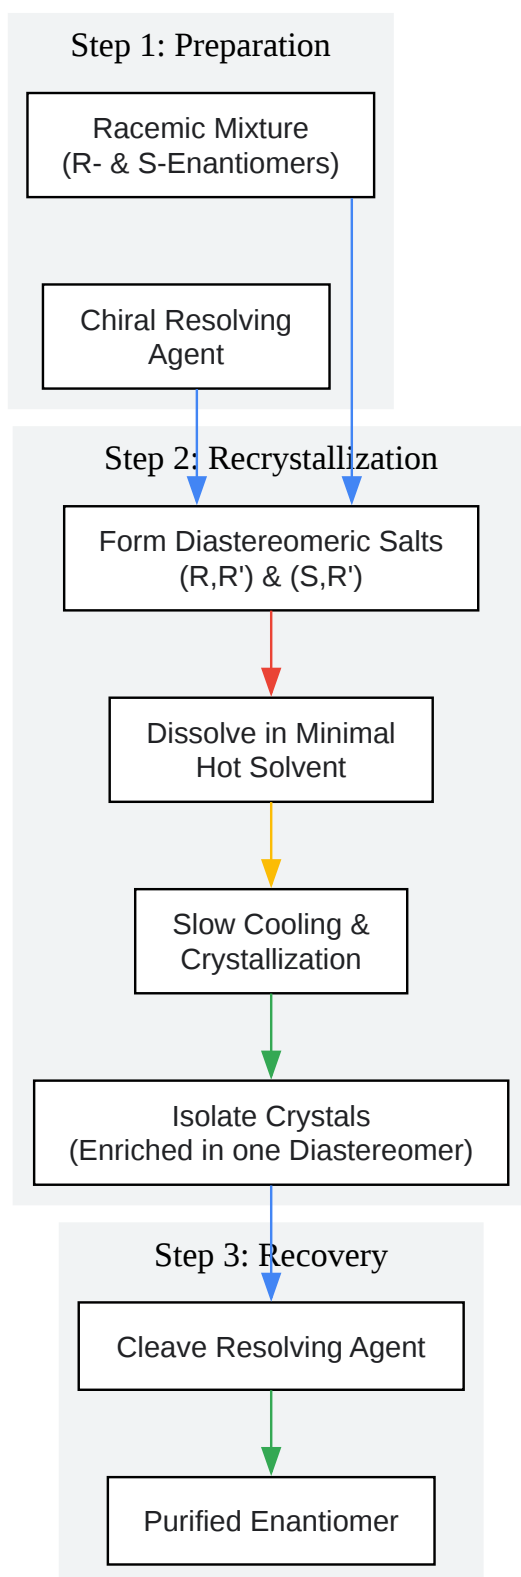 Step 1: Preparation
Racemic Mixture
(R- & S-Enantiomers)
Chiral Resolving
Agent
Step 2: Recrystallization
Form Diastereomeric Salts
(R,R') & (S,R')
Dissolve in Minimal
Hot Solvent
Slow Cooling &
Crystallization
Isolate Crystals
(Enriched in one Diastereomer)
Step 3: Recovery
Cleave Resolving Agent
Purified Enantiomer